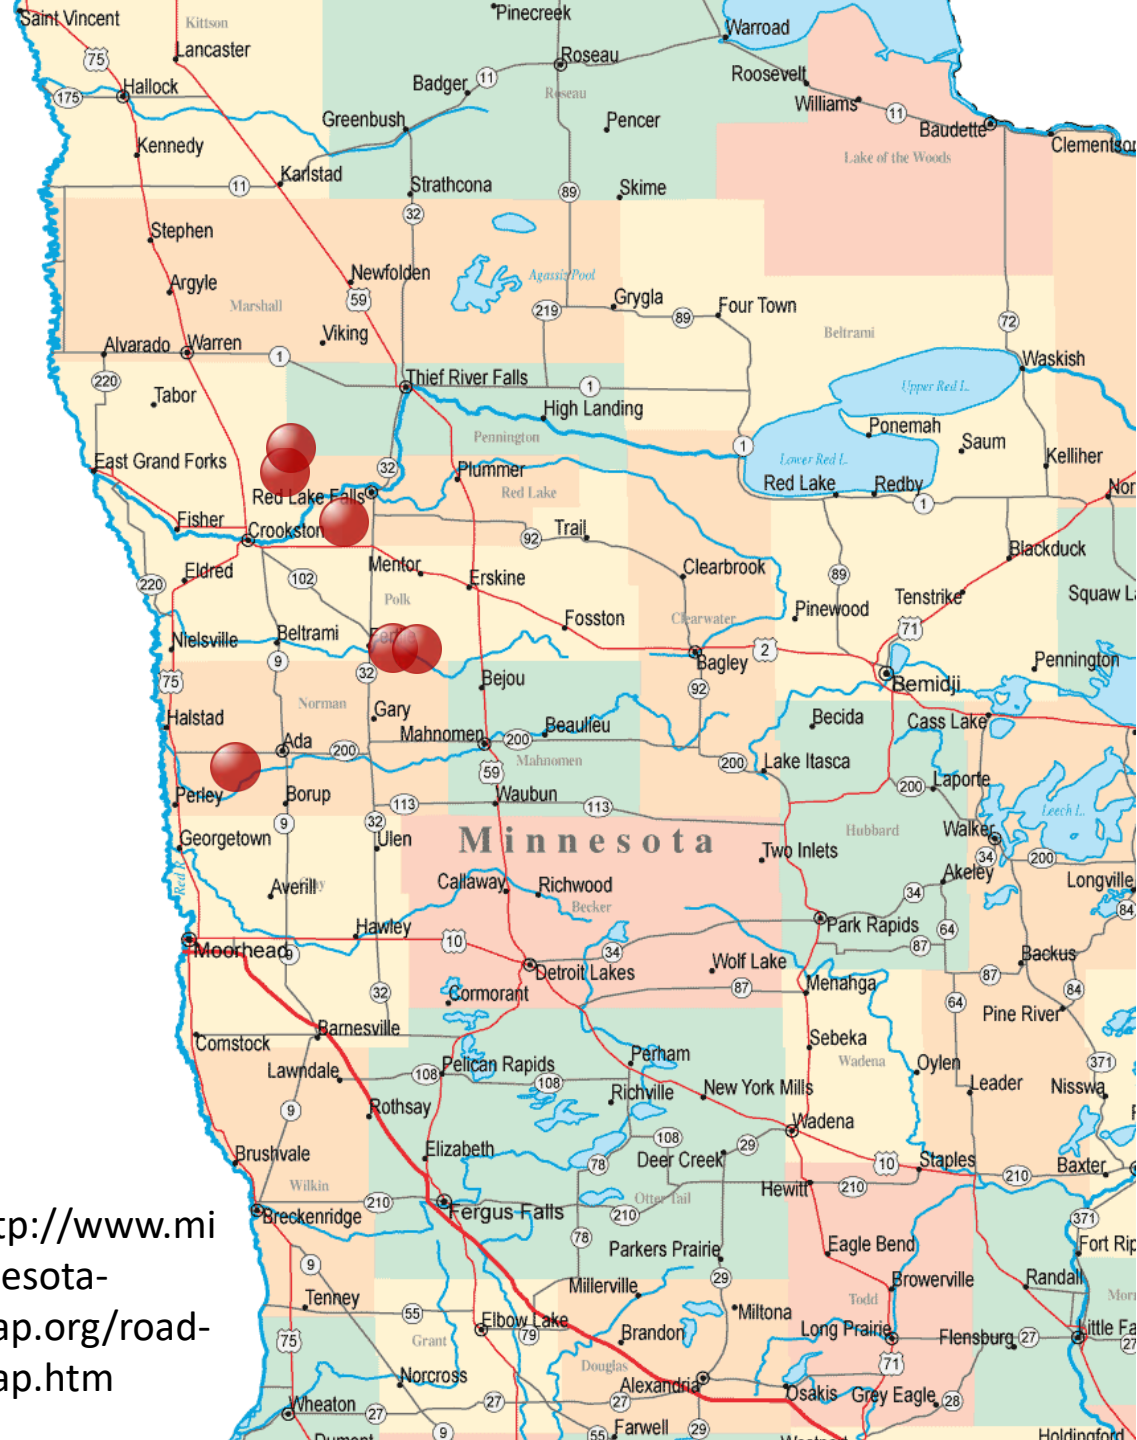 Saint Vincent
Kittson
Pinecreek
Warroad
75
Lancaster
Roseau
Badger
11
Roosevelt
Hallock
175
Roseau
Williams
11
Greenbush
Pencer
Baudette
Kennedy
Clementson
Lake of the Woods
Karlstad
11
Strathcona
89
Skime
32
Stephen
Newfolden
Agassiz Pool
Argyle
59
Marshall
219
Grygla
89
Four Town
72
Viking
Beltrami
Alvarado
Warren
1
Waskish
220
Thief River Falls
1
Upper Red L.
Tabor
High Landing
Ponemah
Pennington
1
Saum
East Grand Forks
32
Plummer
Lower Red L.
Kelliher
Red Lake Falls
Red Lake
Red Lake
Redby
1
Nor
Fisher
Crookston
92
Trail
Blackduck
Eldred
102
Mentor
Erskine
Clearbrook
89
220
Polk
Tenstrike
Squaw La
Pinewood
Fosston
Clearwater
71
Nielsville
Beltrami
2
9
32
Bagley
Pennington
75
Bejou
92
Bemidji
Norman
Halstad
Gary
Becida
Cass Lake
Ada
200
Mahnomen
200
Beaulieu
Mahnomen
200
Lake Itasca
59
200
Laporte
Perley
Borup
113
Waubun
113
Leech L.
9
32
Georgetown
Ulen
Minnesota
Hubbard
Walker
34
200
Two Inlets
Red R.
Averill
Clay
Callaway
Richwood
34
Akeley
Longville
Becker
84
Hawley
Park Rapids
64
Moorhead
9
10
34
87
Detroit Lakes
Wolf Lake
Backus
87
32
Cormorant
87
Menahga
84
64
Pine River
Comstock
Barnesville
Sebeka
Wadena
371
Lawndale
108
Pelican Rapids
108
Perham
Oylen
Richville
New York Mills
Leader
Nisswa
9
Rothsay
Wadena
Elizabeth
108
29
Brushvale
78
Deer Creek
10
Staples
210
Baxter
Wilkin
Otter Tail
Hewitt
210
210
Breckenridge
Fergus Falls
210
371
tp://www.mi
78
Parkers Prairie
Eagle Bend
Fort Rip
9
esota-
Millerville
29
Browerville
Randall
Morr
Tenney
55
Todd
ap.org/road-
Elbow Lake
79
Miltona
75
Grant
Brandon
Long Prairie
Flensburg
27
Little Fa
27
Douglas
71
ap.htm
Norcross
Alexandria
Osakis
Grey Eagle
28
Wheaton
27
27
27
9
55
Farwell
29
Dumont
Westport
Holdingford